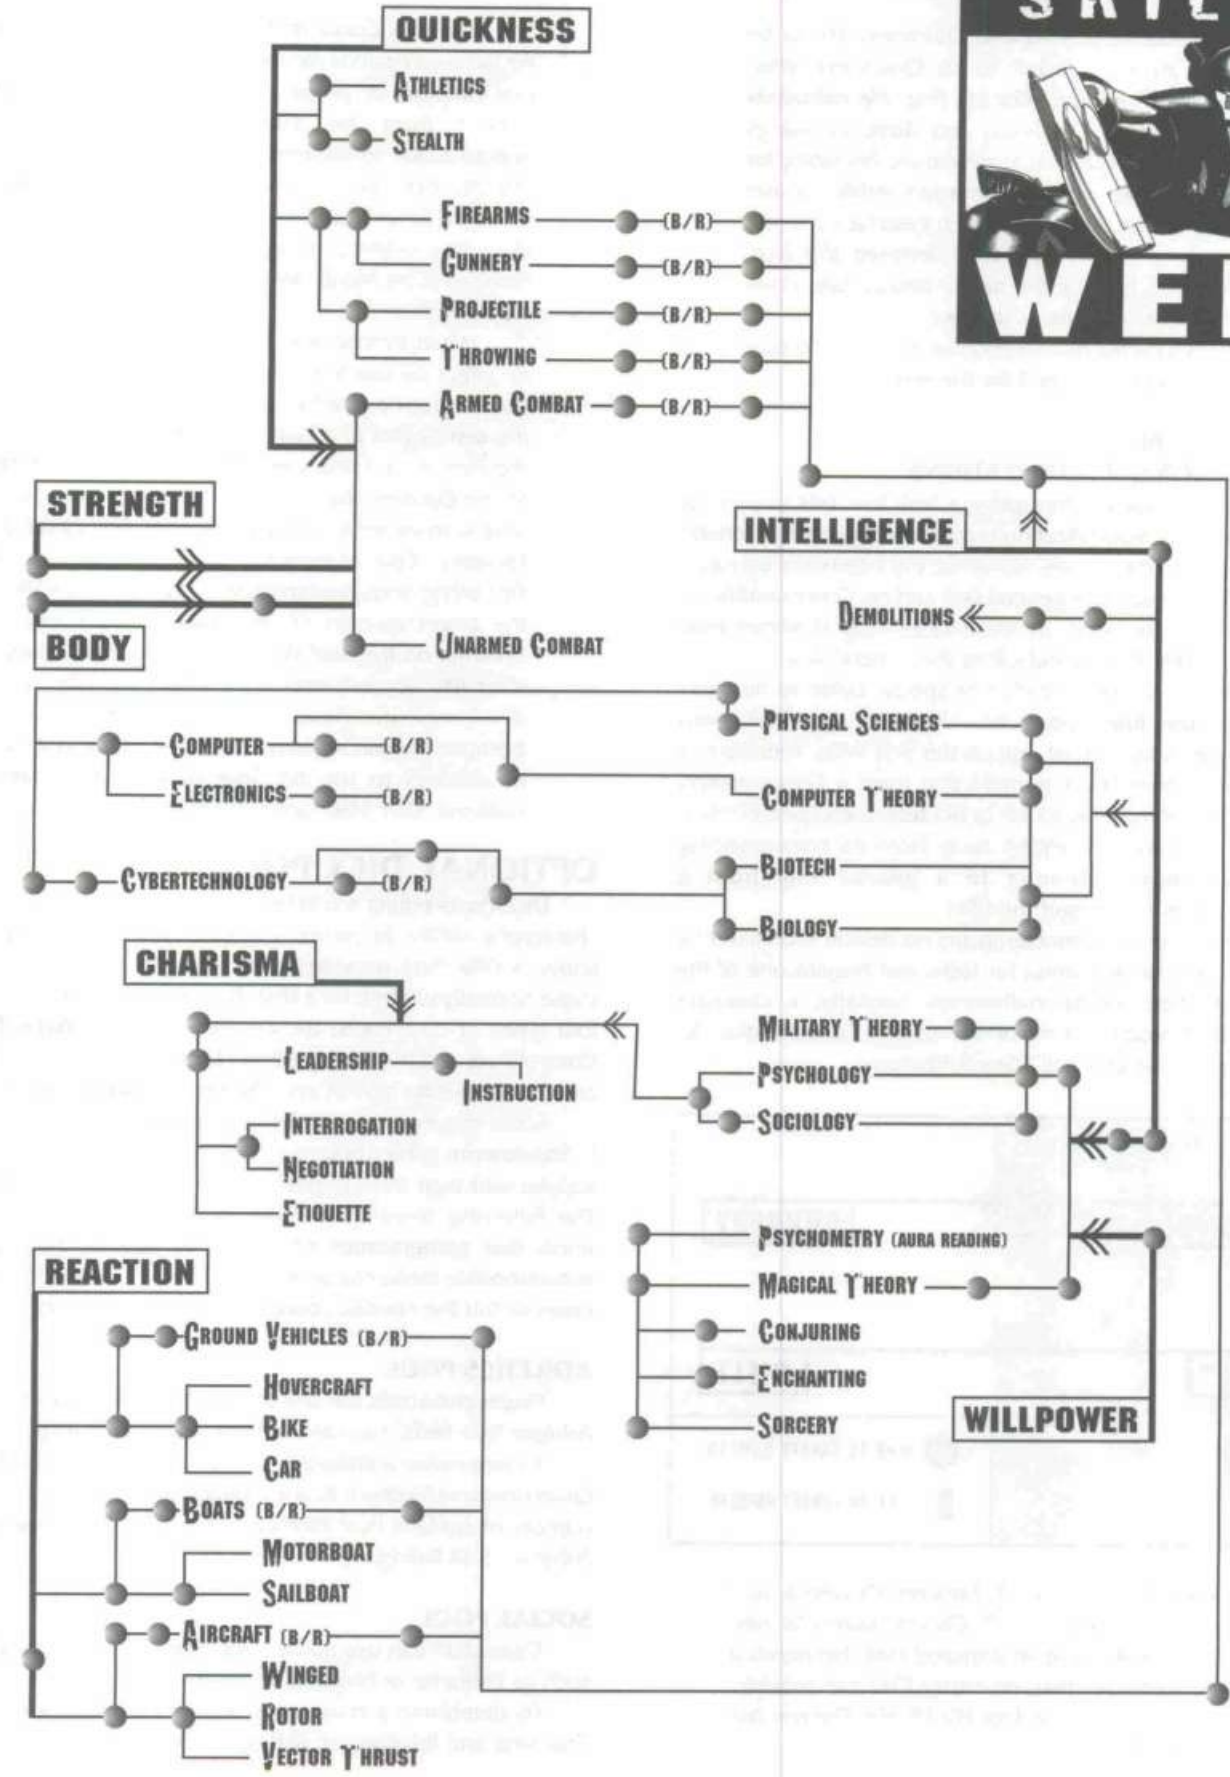 QUICKNESS
ATHLETICS
STEALTH
FIREARMS (B/R)
GUNNERY (B/R)
PROJECTILE (B/R)
THROWING (B/R)
ARMED COMBAT (B/R)
STRENGTH
BODY
UNARMED COMBAT
INTELLIGENCE
DEMOLITIONS
PHYSICAL SCIENCES
COMPUTER (B/R)
ELECTRONICS (B/R)
COMPUTER THEORY
CYBERTECHNOLOGY (B/R)
BIOTECH
BIOLOGY
CHARISMA
LEADERSHIP
INSTRUCTION
INTERROGATION
NEGOTIATION
ETIQUETTE
MILITARY THEORY
PSYCHOLOGY
SOCIOLOGY
PSYCHOMETRY (AURA READING)
MAGICAL THEORY
CONJURING
ENCHANTING
SORCERY
WILLPOWER
REACTION
GROUND VEHICLES (B/R)
HOVERCRAFT
BIKE
CAR
BOATS (B/R)
MOTORBOAT
SAILBOAT
AIRCRAFT (B/R)
WINGED
ROTOR
VECTOR THRUST